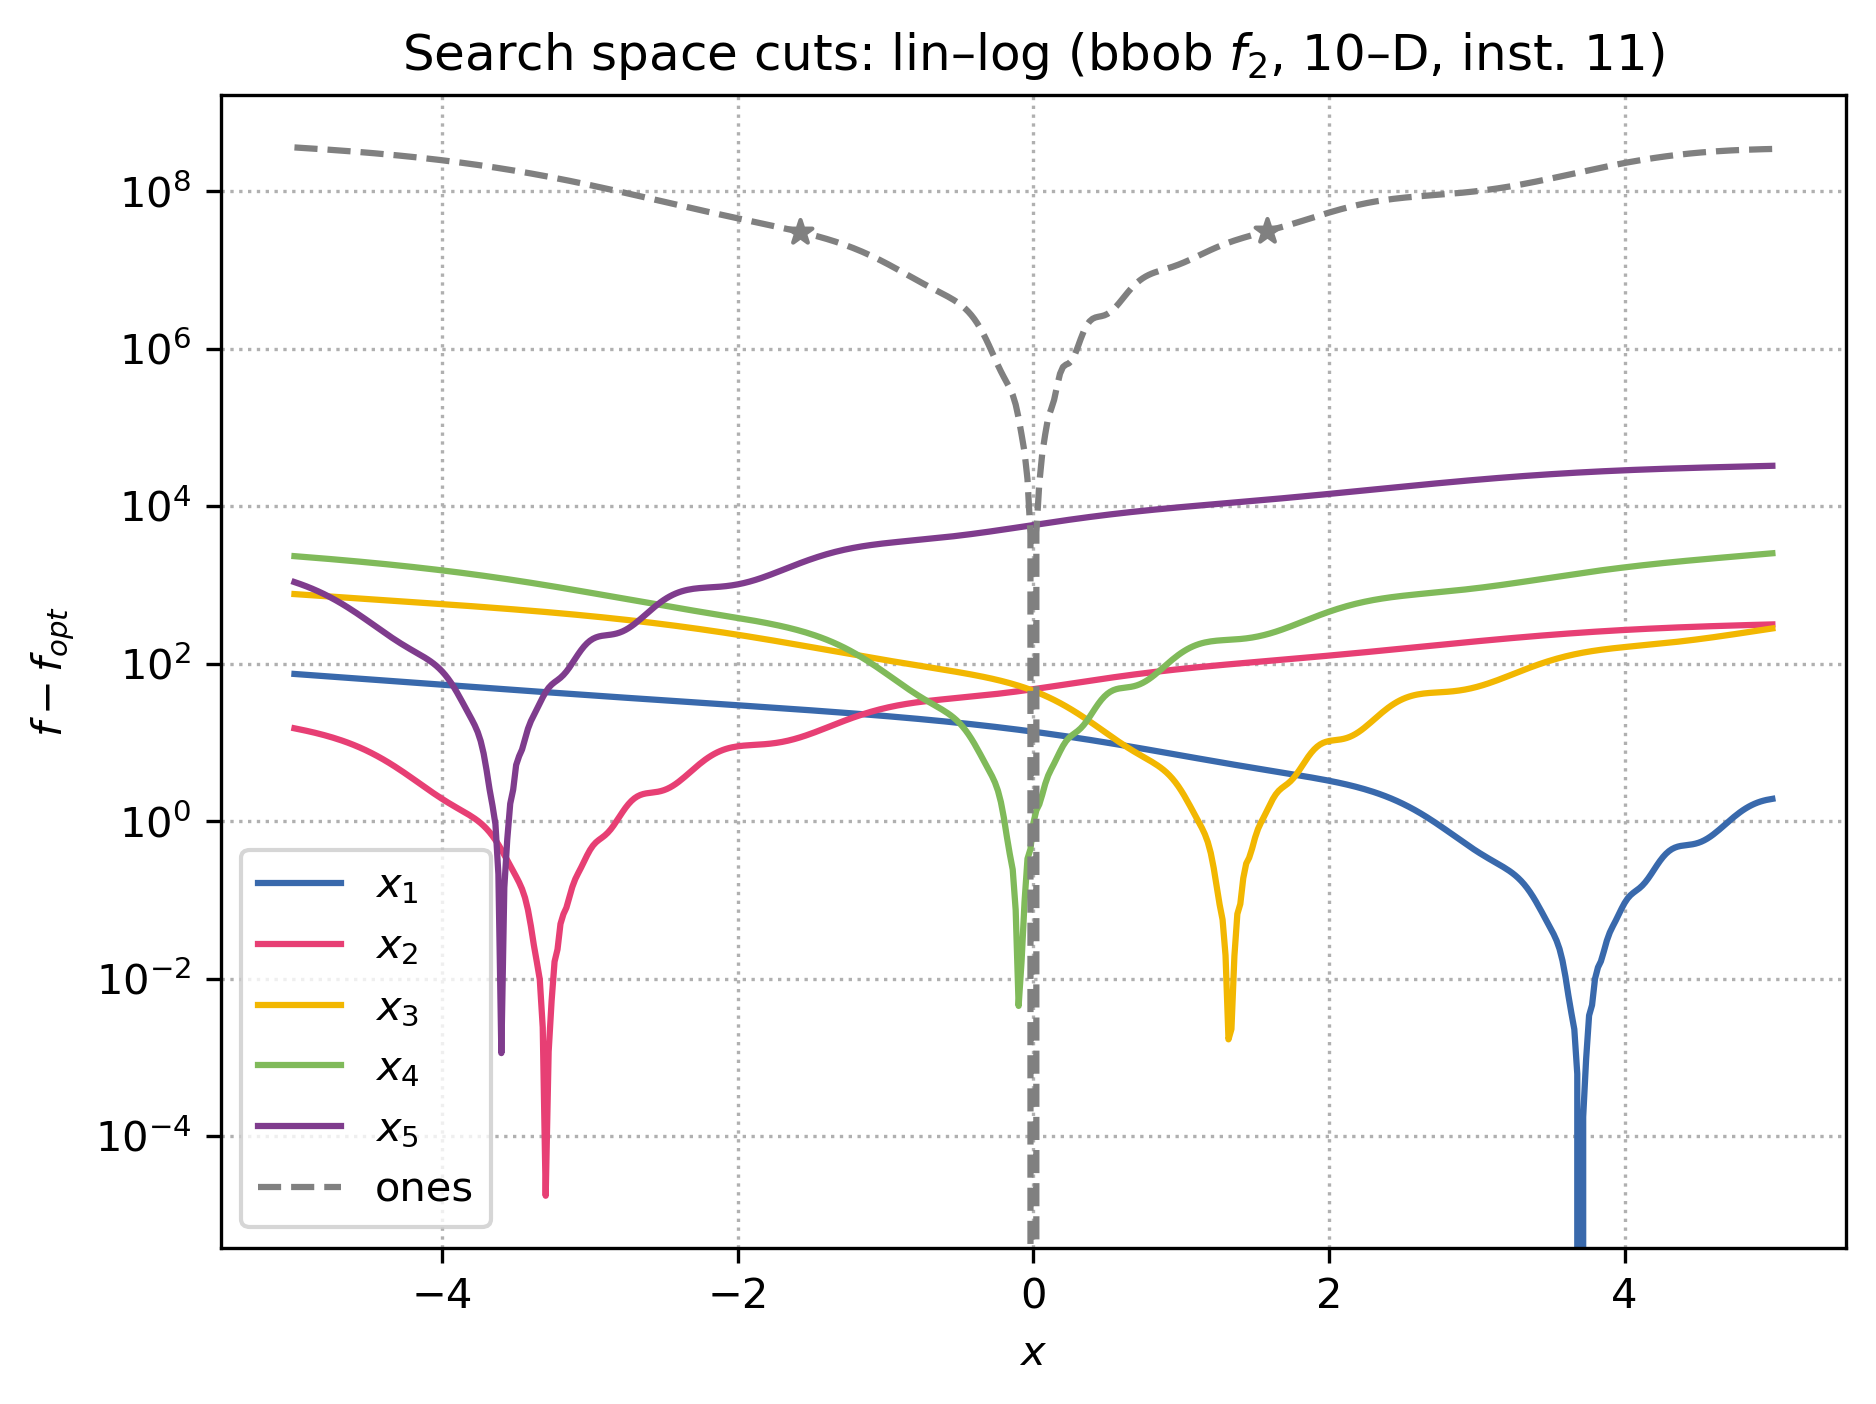 Search space cuts: lin–log (bbob $f_2$, 10–D, inst. 11)
$f - f_{opt}$
$10^8$
$10^6$
$10^4$
$10^2$
$10^0$
$10^{-2}$
$10^{-4}$
$x_1$
$x_2$
$x_3$
$x_4$
$x_5$
ones
−4 −2 0 2 4
$x$